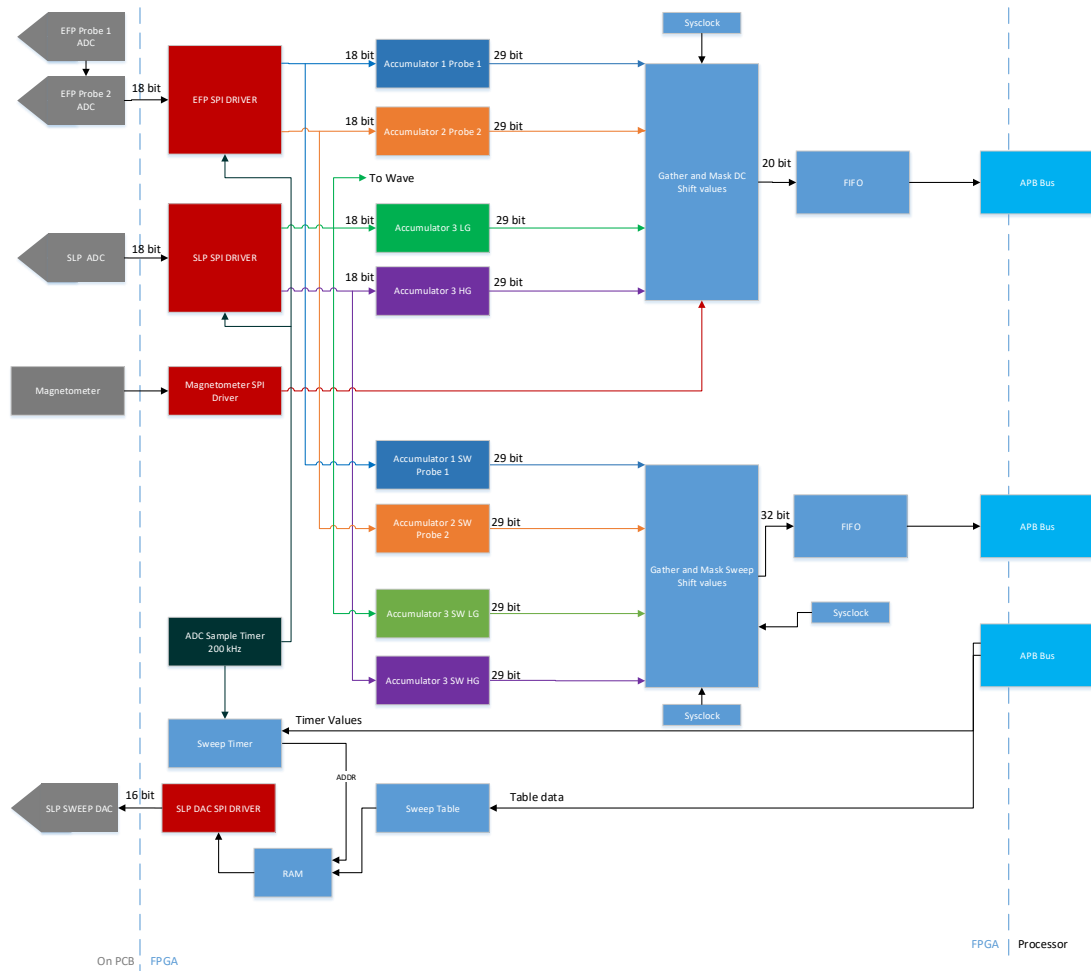 EFP Probe 1
ADC
EFP Probe 2
ADC
18 bit
EFP SPI DRIVER
18 bit
Accumulator 1 Probe 1
29 bit
18 bit
Accumulator 2 Probe 2
29 bit
Sysclock
Gather and Mask DC
Shift values
20 bit
FIFO
APB Bus
To Wave
SLP  ADC
18 bit
SLP SPI DRIVER
18 bit
Accumulator 3 LG
29 bit
18 bit
Accumulator 3 HG
29 bit
Magnetometer
Magnetometer SPI
Driver
Accumulator 1 SW
Probe 1
29 bit
Accumulator 2 SW
Probe 2
29 bit
Accumulator 3 SW LG
29 bit
Accumulator 3 SW HG
29 bit
Gather and Mask Sweep
Shift values
32 bit
FIFO
APB Bus
Sysclock
Sysclock
APB Bus
ADC Sample Timer
200 kHz
Sweep Timer
Timer Values
ADDR
SLP SWEEP DAC
16 bit
SLP DAC SPI DRIVER
Sweep Table
Table data
RAM
On PCB
FPGA
FPGA
Processor